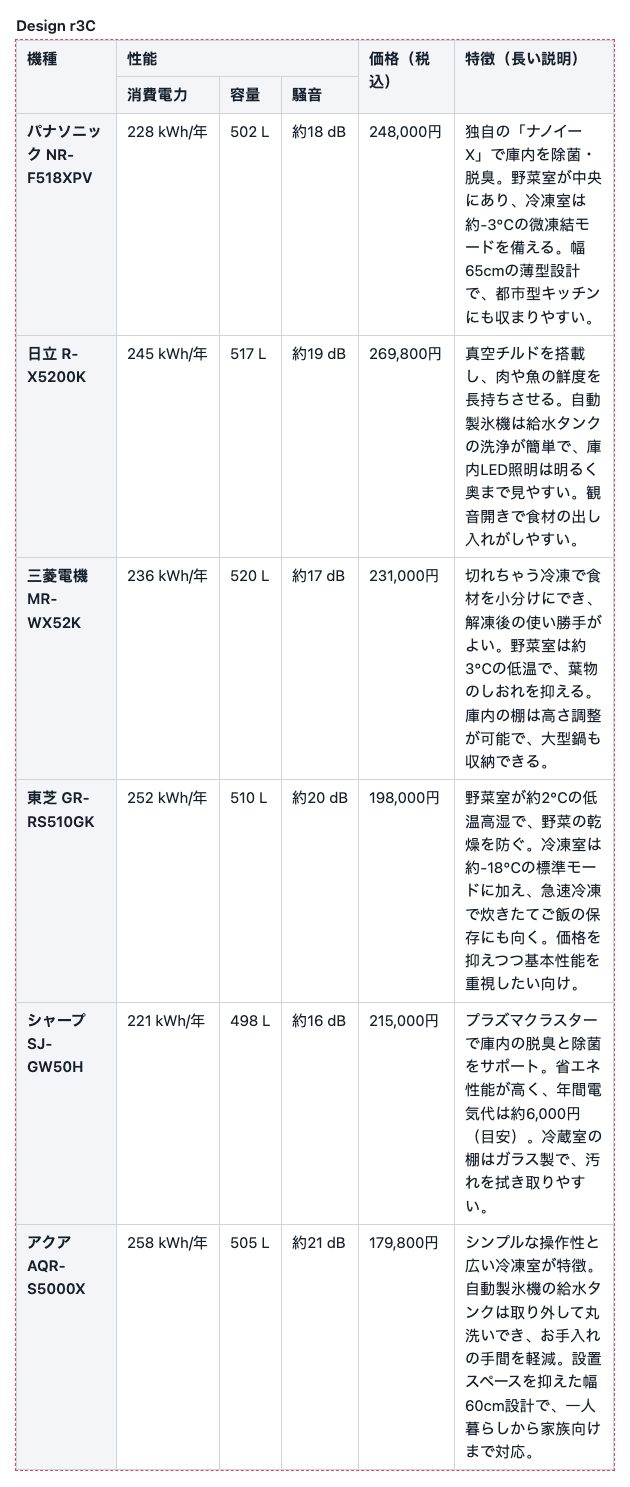 Design r3C
機種
性能
価格（税
込）
特徴（長い説明）
消費電力
容量
騒音
パナソニッ
ク NR-
F518XPV
228 kWh/年
502 L
約18 dB
248,000円
独自の「ナノイー
X」で庫内を除菌・
脱臭。野菜室が中央
にあり、冷凍室は
約-3°Cの微凍結モ
ードを備える。幅
65cmの薄型設計
で、都市型キッチン
にも収まりやすい。
日立 R-
X5200K
245 kWh/年
517 L
約19 dB
269,800円
真空チルドを搭載
し、肉や魚の鮮度を
長持ちさせる。自動
製氷機は給水タンク
の洗浄が簡単で、庫
内LED照明は明るく
奥まで見やすい。観
音開きで食材の出し
入れがしやすい。
三菱電機
MR-
WX52K
236 kWh/年
520 L
約17 dB
231,000円
切れちゃう冷凍で食
材を小分けにでき、
解凍後の使い勝手が
よい。野菜室は約
3°Cの低温で、葉物
のしおれを抑える。
庫内の棚は高さ調整
が可能で、大型鍋も
収納できる。
東芝 GR-
RS510GK
252 kWh/年
510 L
約20 dB
198,000円
野菜室が約2°Cの低
温高湿で、野菜の乾
燥を防ぐ。冷凍室は
約-18°Cの標準モー
ドに加え、急速冷凍
で炊きたてご飯の保
存にも向く。価格を
抑えつつ基本性能を
重視したい向け。
シャープ
SJ-
GW50H
221 kWh/年
498 L
約16 dB
215,000円
プラズマクラスター
で庫内の脱臭と除菌
をサポート。省エネ
性能が高く、年間電
気代は約6,000円
（目安）。冷蔵室の
棚はガラス製で、汚
れを拭き取りやす
い。
アクア
AQR-
S5000X
258 kWh/年
505 L
約21 dB
179,800円
シンプルな操作性と
広い冷凍室が特徴。
自動製氷機の給水タ
ンクは取り外して丸
洗いでき、お手入れ
の手間を軽減。設置
スペースを抑えた幅
60cm設計で、一人
暮らしから家族向け
まで対応。